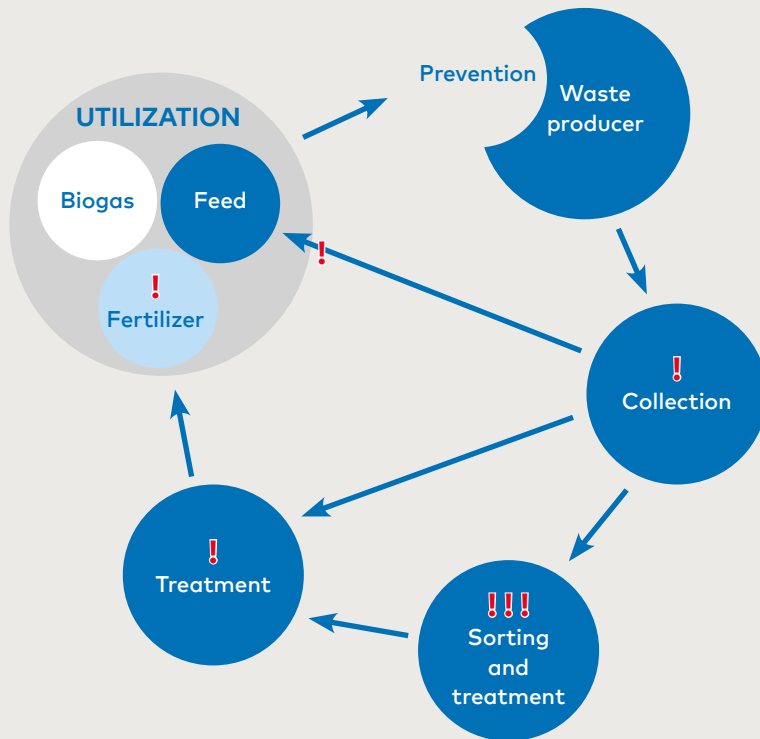 Prevention
Waste
producer
UTILIZATION
Biogas
Feed
!
!
Fertilizer
!
Collection
!
Treatment
!!!
Sorting
and
treatment